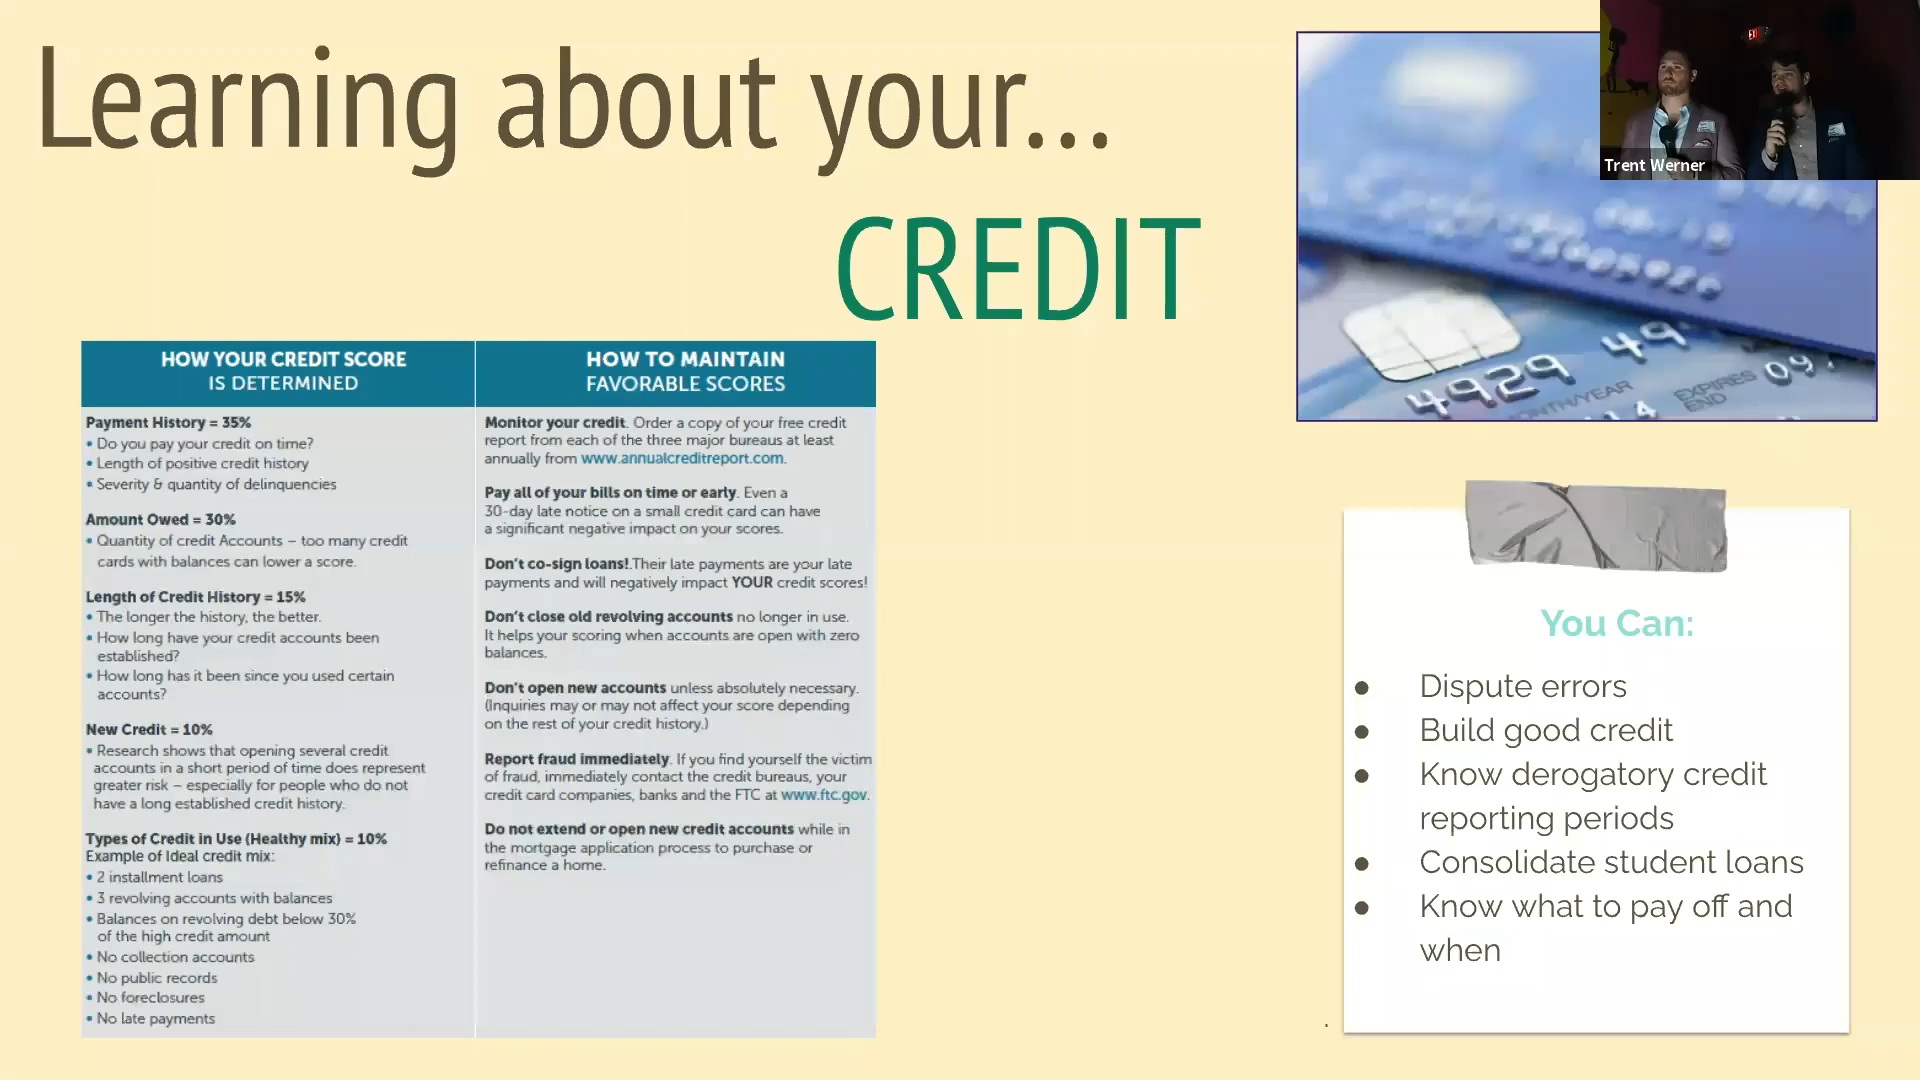 Learning about your...
CREDIT
EXIT
Trent Werner
4929 49
MONTH/YEAR
EXPIRES
END
09/
HOW YOUR CREDIT SCORE
IS DETERMINED
Payment History = 35%
• Do you pay your credit on time?
• Length of positive credit history
• Severity & quantity of delinquencies
Amount Owed = 30%
• Quantity of credit Accounts – too many credit
cards with balances can lower a score.
Length of Credit History = 15%
• The longer the history, the better.
• How long have your credit accounts been
established?
• How long has it been since you used certain
accounts?
New Credit = 10%
• Research shows that opening several credit
accounts in a short period of time does represent
greater risk – especially for people who do not
have a long established credit history.
Types of Credit in Use (Healthy mix) = 10%
Example of Ideal credit mix:
• 2 installment loans
• 3 revolving accounts with balances
• Balances on revolving debt below 30%
of the high credit amount
• No collection accounts
• No public records
• No foreclosures
• No late payments
HOW TO MAINTAIN
FAVORABLE SCORES
Monitor your credit. Order a copy of your free credit
report from each of the three major bureaus at least
annually from www.annualcreditreport.com.
Pay all of your bills on time or early. Even a
30-day late notice on a small credit card can have
a significant negative impact on your scores.
Don't co-sign loans!.Their late payments are your late
payments and will negatively impact YOUR credit scores!
Don't close old revolving accounts no longer in use.
It helps your scoring when accounts are open with zero
balances.
Don't open new accounts unless absolutely necessary.
(Inquiries may or may not affect your score depending
on the rest of your credit history.)
Report fraud immediately. If you find yourself the victim
of fraud, immediately contact the credit bureaus, your
credit card companies, banks and the FTC at www.ftc.gov.
Do not extend or open new credit accounts while in
the mortgage application process to purchase or
refinance a home.
You Can:
● Dispute errors
● Build good credit
● Know derogatory credit
reporting periods
● Consolidate student loans
● Know what to pay off and
when
.